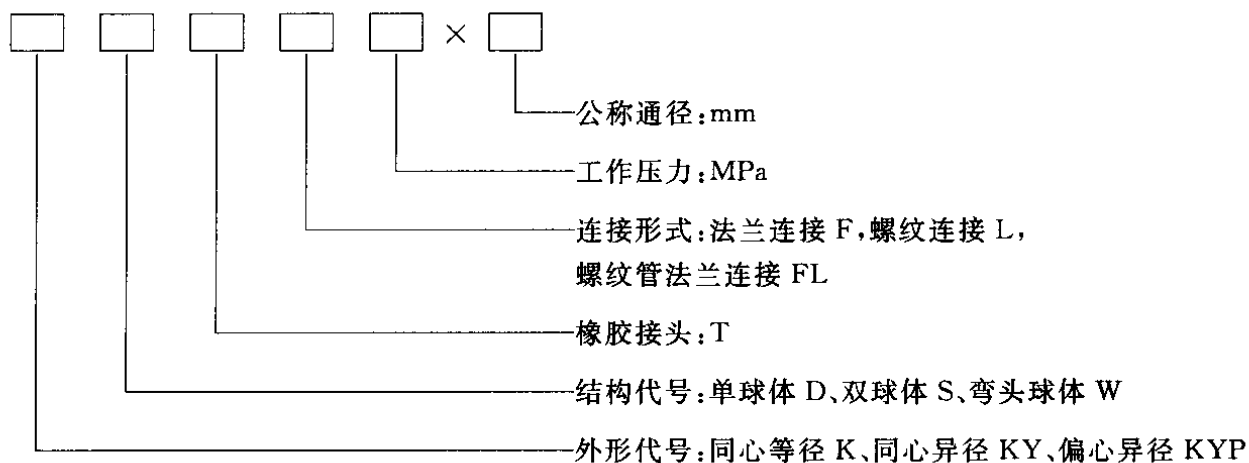 ×
公称通径:mm
工作压力:MPa
连接形式:法兰连接 F,螺纹连接 L,
螺纹管法兰连接 FL
橡胶接头:T
结构代号:单球体 D、双球体 S、弯头球体 W
外形代号:同心等径 K、同心异径 KY、偏心异径 KYP